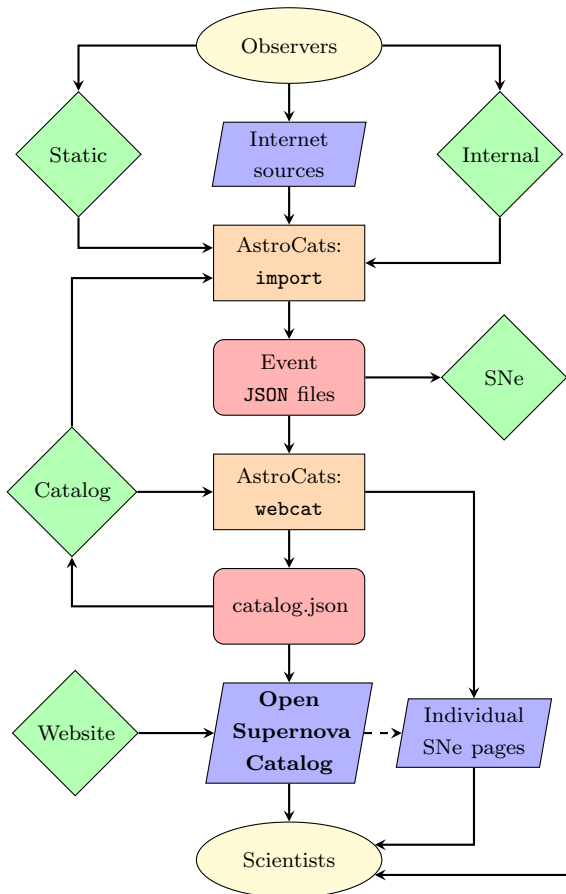 Observers
Static
Internet
sources
Internal
AstroCats:
import
Event
JSON files
SNe
Catalog
AstroCats:
webcat
catalog.json
Website
Open
Supernova
Catalog
Individual
SNe pages
Scientists